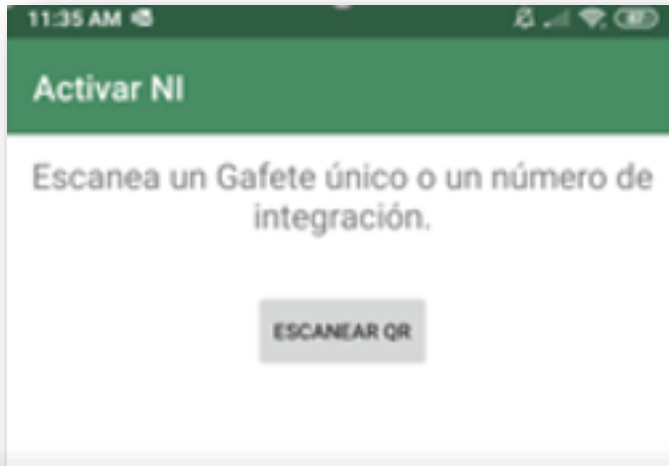 11:35 AM
Activar NI
Escanea un Gafete único o un número de
integración.
ESCANEAR QR